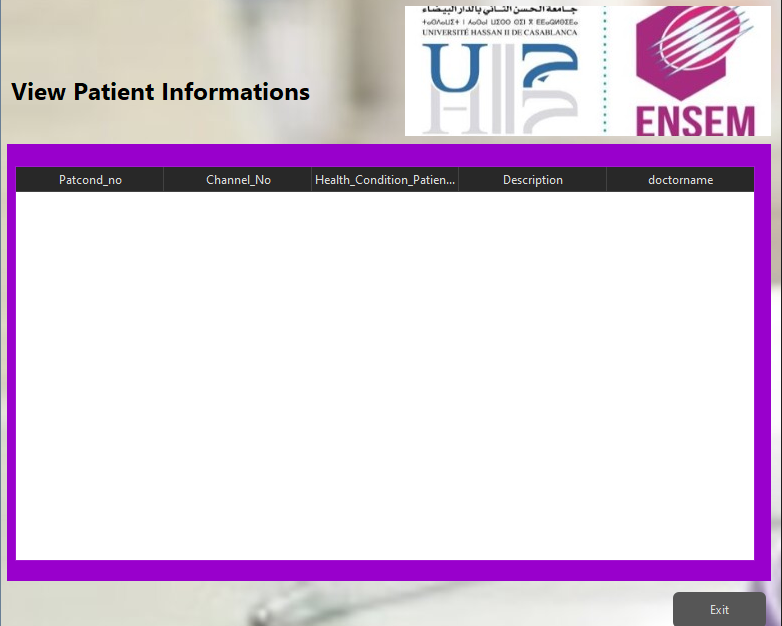 جامعة الحسن الثاني بالدار البيضاء
UNIVERSITÉ HASSAN II DE CASABLANCA
ENSEM
View Patient Informations
Patcond_no Channel_No Health_Condition_Patien... Description doctorname
Exit